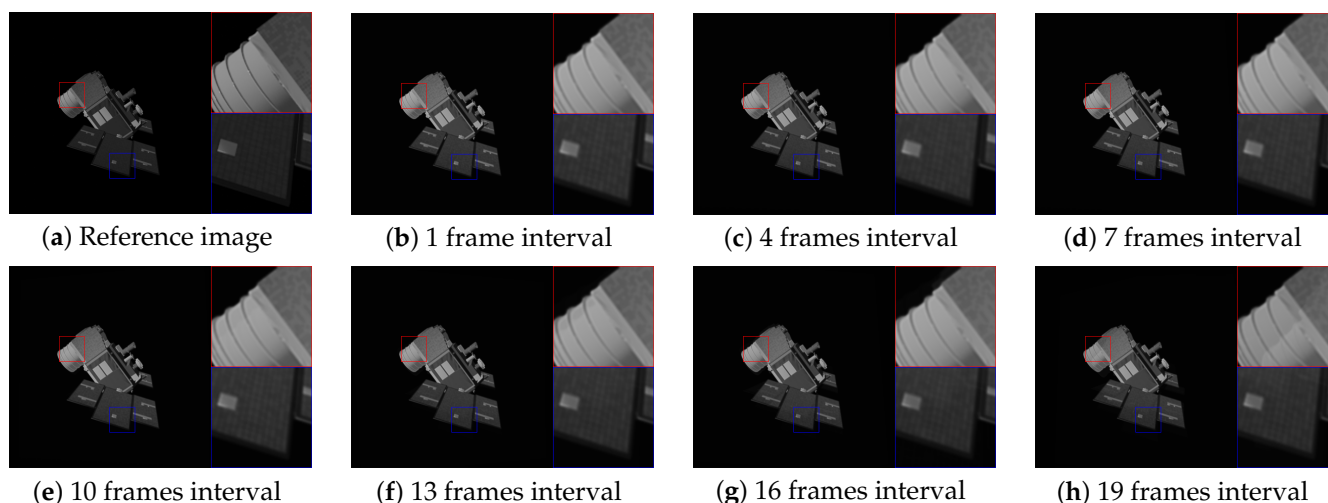 (a) Reference image
(b) 1 frame interval
(c) 4 frames interval
(d) 7 frames interval
(e) 10 frames interval
(f) 13 frames interval
(g) 16 frames interval
(h) 19 frames interval